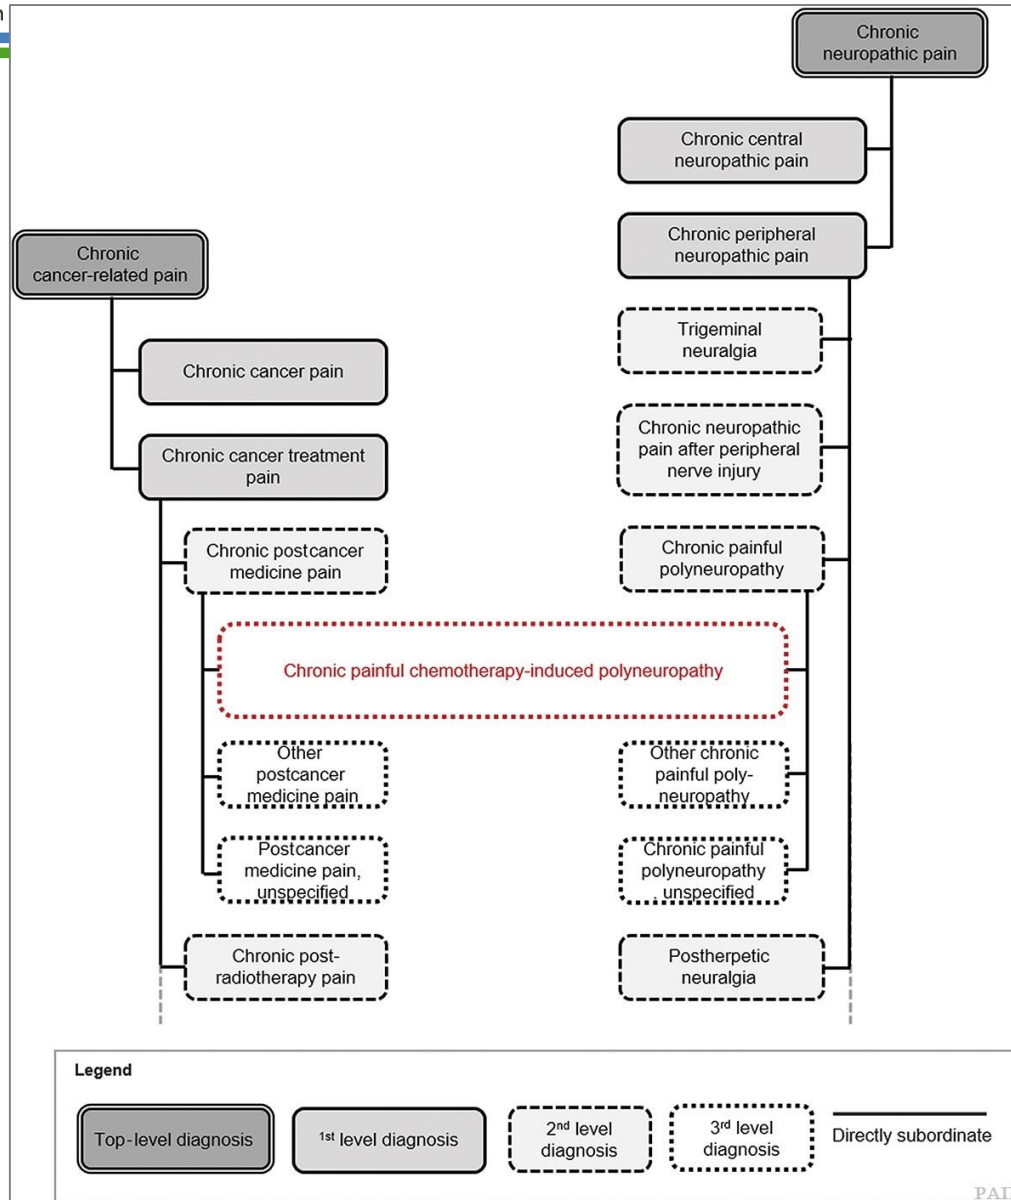 Chronic
neuropathic pain
Chronic central
neuropathic pain
Chronic peripheral
neuropathic pain
Chronic
cancer-related pain
Trigeminal
neuralgia
Chronic cancer pain
Chronic neuropathic
pain after peripheral
nerve injury
Chronic cancer treatment
pain
Chronic postcancer
medicine pain
Chronic painful
polyneuropathy
Chronic painful chemotherapy-induced polyneuropathy
Other
postcancer
medicine pain
Other chronic
painful poly-
neuropathy
Postcancer
medicine pain,
unspecified
Chronic painful
polyneuropathy
, unspecified
Chronic post-
radiotherapy pain
Postherpetic
neuralgia
Legend
Top-level diagnosis
1st level diagnosis
2nd level
diagnosis
3rd level
diagnosis
Directly subordinate